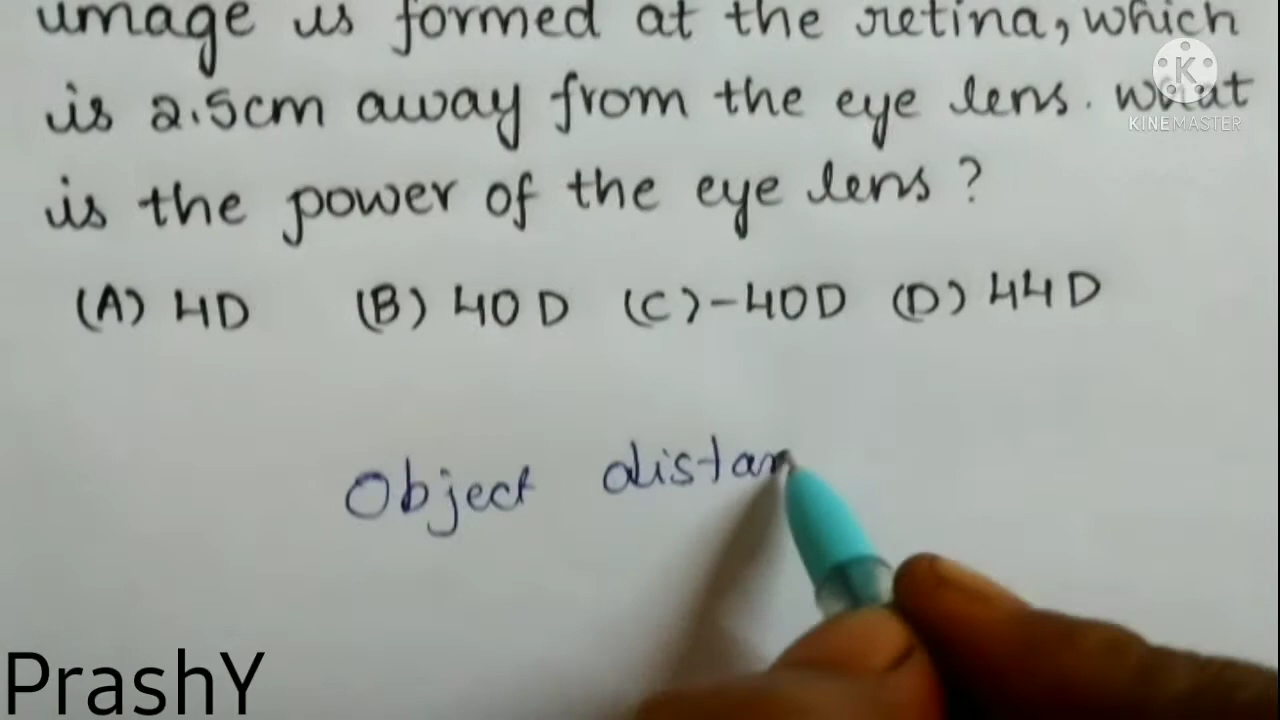 image is formed at the retina, which
is 2.5cm away from the eye lens. what
is the power of the eye lens ?
(A) 4D (B) 40 D (C) -40D (D) 44D
Object distan
PrashY
K
KINEMASTER